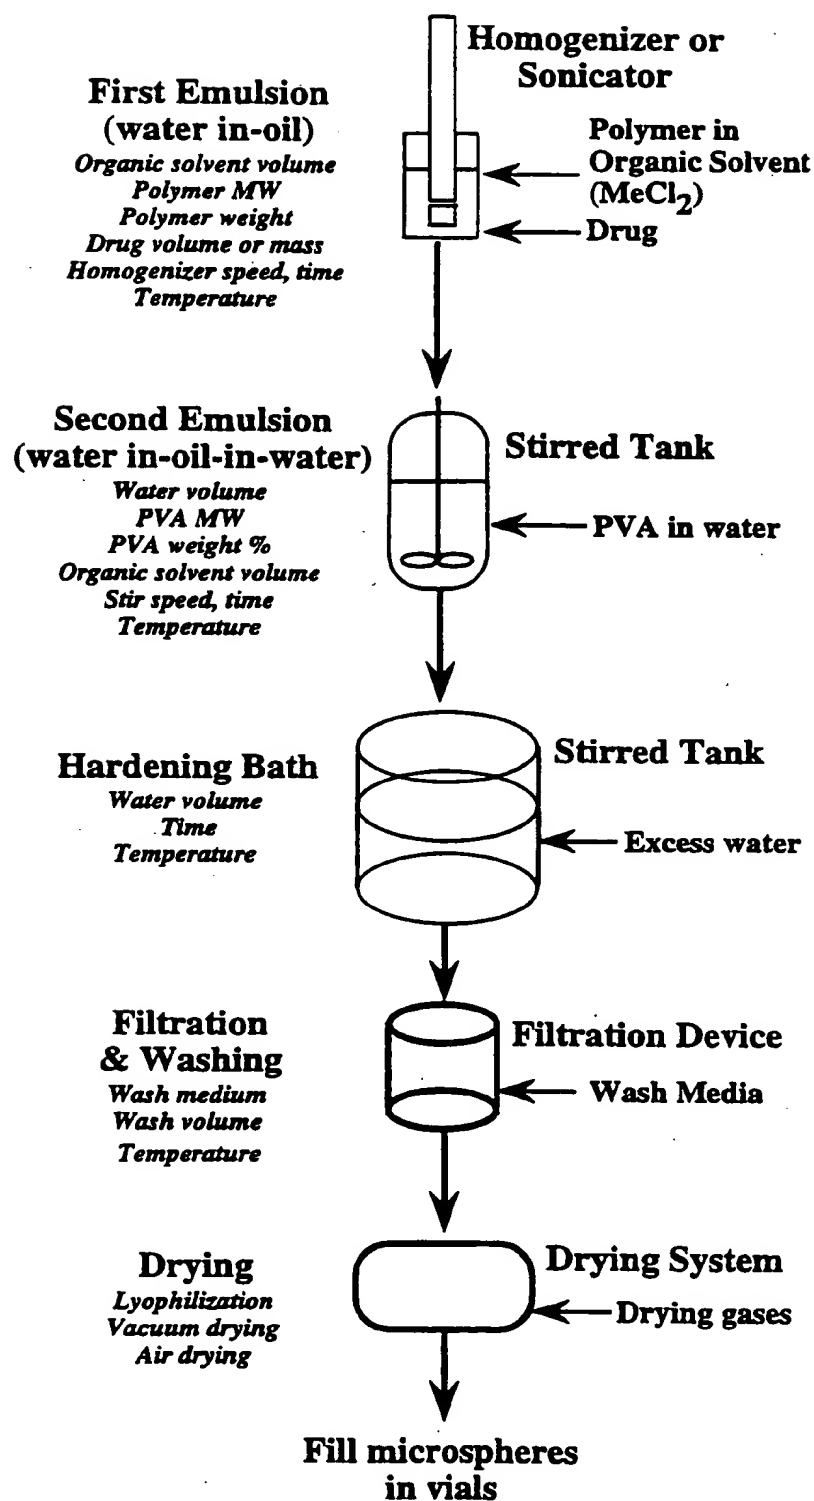 Homogenizer or
Sonicator
First Emulsion
(water in-oil)
Organic solvent volume
Polymer MW
Polymer weight
Drug volume or mass
Homogenizer speed, time
Temperature
Polymer in
Organic Solvent
(MeCl2)
Drug
Second Emulsion
(water in-oil-in-water)
Water volume
PVA MW
PVA weight %
Organic solvent volume
Stir speed, time
Temperature
Stirred Tank
PVA in water
Hardening Bath
Water volume
Time
Temperature
Stirred Tank
Excess water
Filtration
& Washing
Wash medium
Wash volume
Temperature
Filtration Device
Wash Media
Drying
Lyophilization
Vacuum drying
Air drying
Drying System
Drying gases
Fill microspheres
in vials